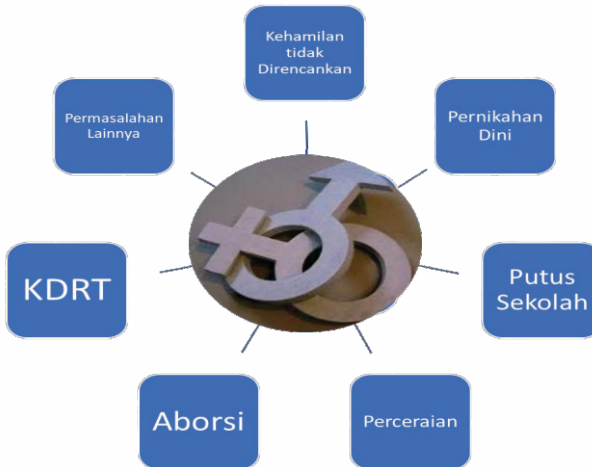 Kehamilan
tidak
Direncankan
Pernikahan
Dini
Putus
Sekolah
Perceraian
Aborsi
KDRT
Permasalahan
Lainnya